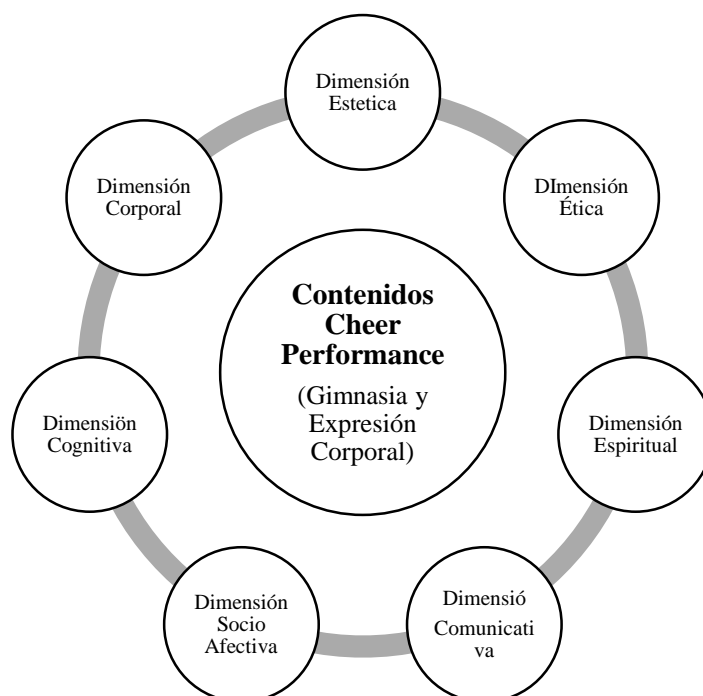 Dimensión
Estetica
Dimensión
Corporal
DImensión
Ética
Contenidos
Cheer
Performance
(Gimnasia y
Expresión
Corporal)
Dimensiön
Cognitiva
Dimensión
Espiritual
Dimensión
Socio
Afectiva
Dimensió
Comunicati
va